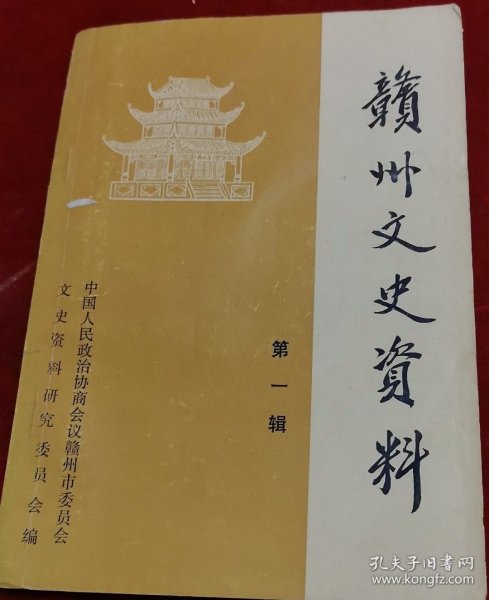 贛州文史資料
第一辑
中国人民政治协商会议赣州市委员会
文史资料研究委员会编
孔夫子旧书网
www.kongfz.com